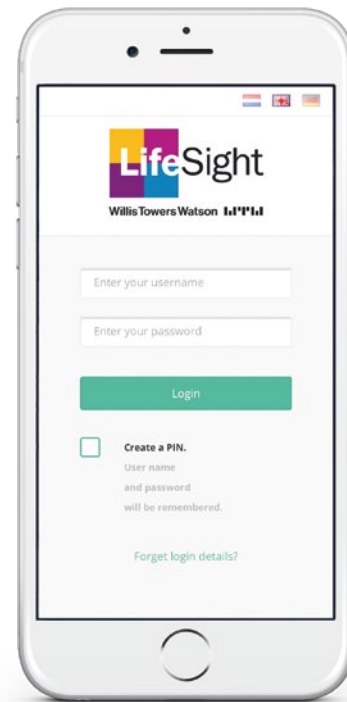 LifeSight
Willis Towers Watson
Enter your username
Enter your password
Login
Create a PIN.
User name
and password
will be remembered.
Forget login details?